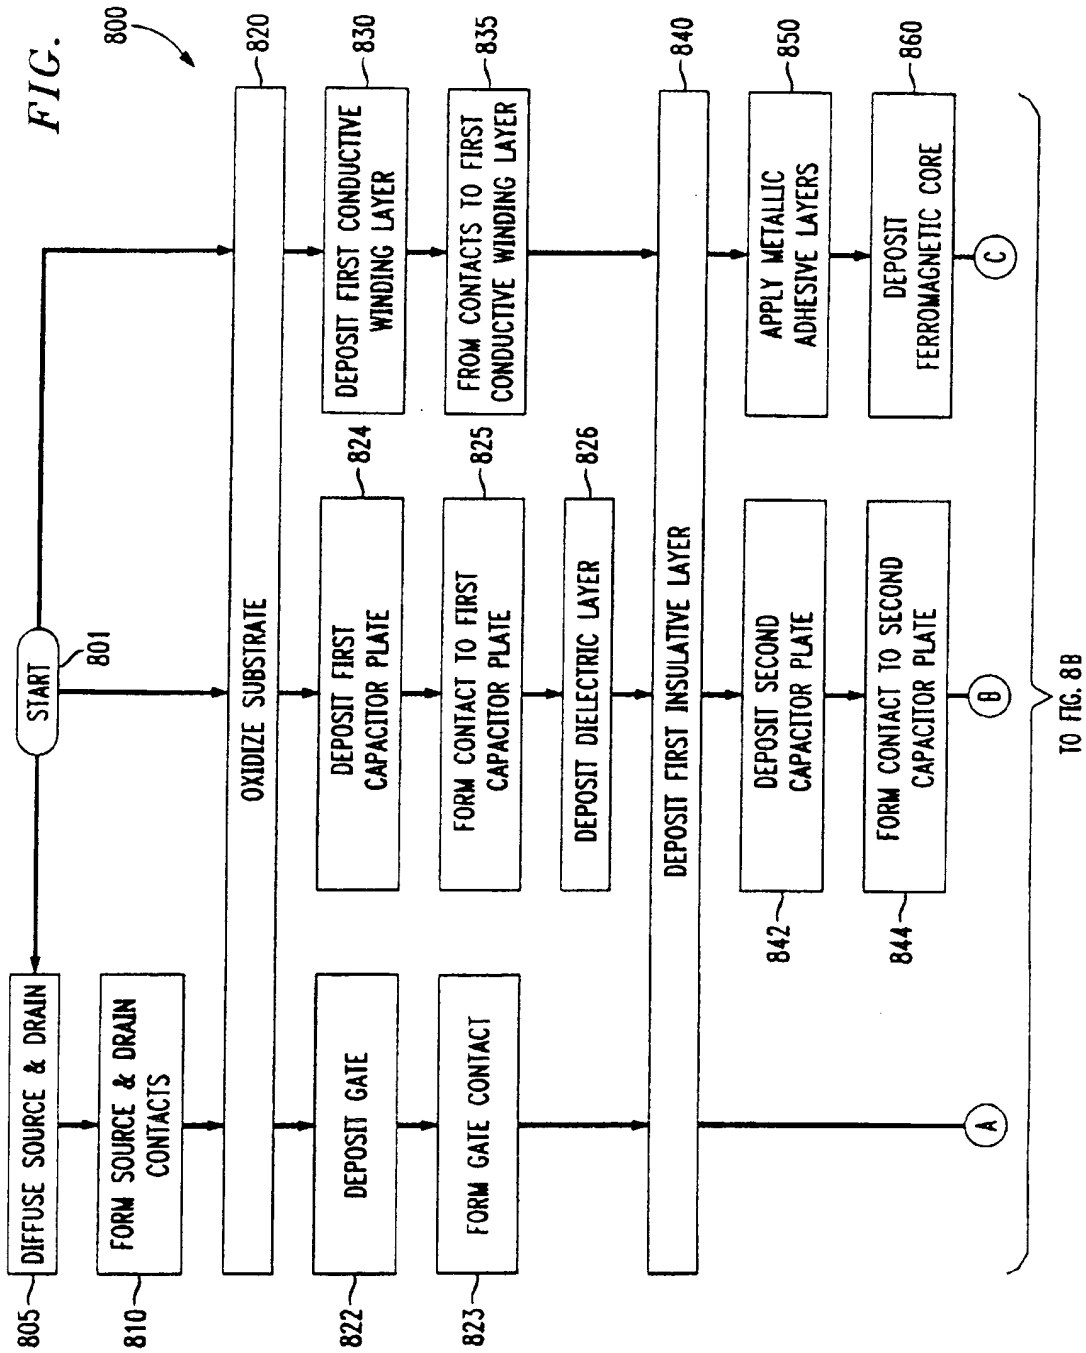 FIG.
800
START
801
805
DIFFUSE SOURCE & DRAIN
810
FORM SOURCE & DRAIN
CONTACTS
820
OXIDIZE SUBSTRATE
822
DEPOSIT GATE
823
FORM GATE CONTACT
824
DEPOSIT FIRST
CAPACITOR PLATE
825
FORM CONTACT TO FIRST
CAPACITOR PLATE
826
DEPOSIT DIELECTRIC LAYER
830
DEPOSIT FIRST CONDUCTIVE
WINDING LAYER
835
FROM CONTACTS TO FIRST
CONDUCTIVE WINDING LAYER
840
DEPOSIT FIRST INSULATIVE LAYER
842
DEPOSIT SECOND
CAPACITOR PLATE
844
FORM CONTACT TO SECOND
CAPACITOR PLATE
850
APPLY METALLIC
ADHESIVE LAYERS
860
DEPOSIT
FERROMAGNETIC CORE
A
B
C
TO FIG. 8B